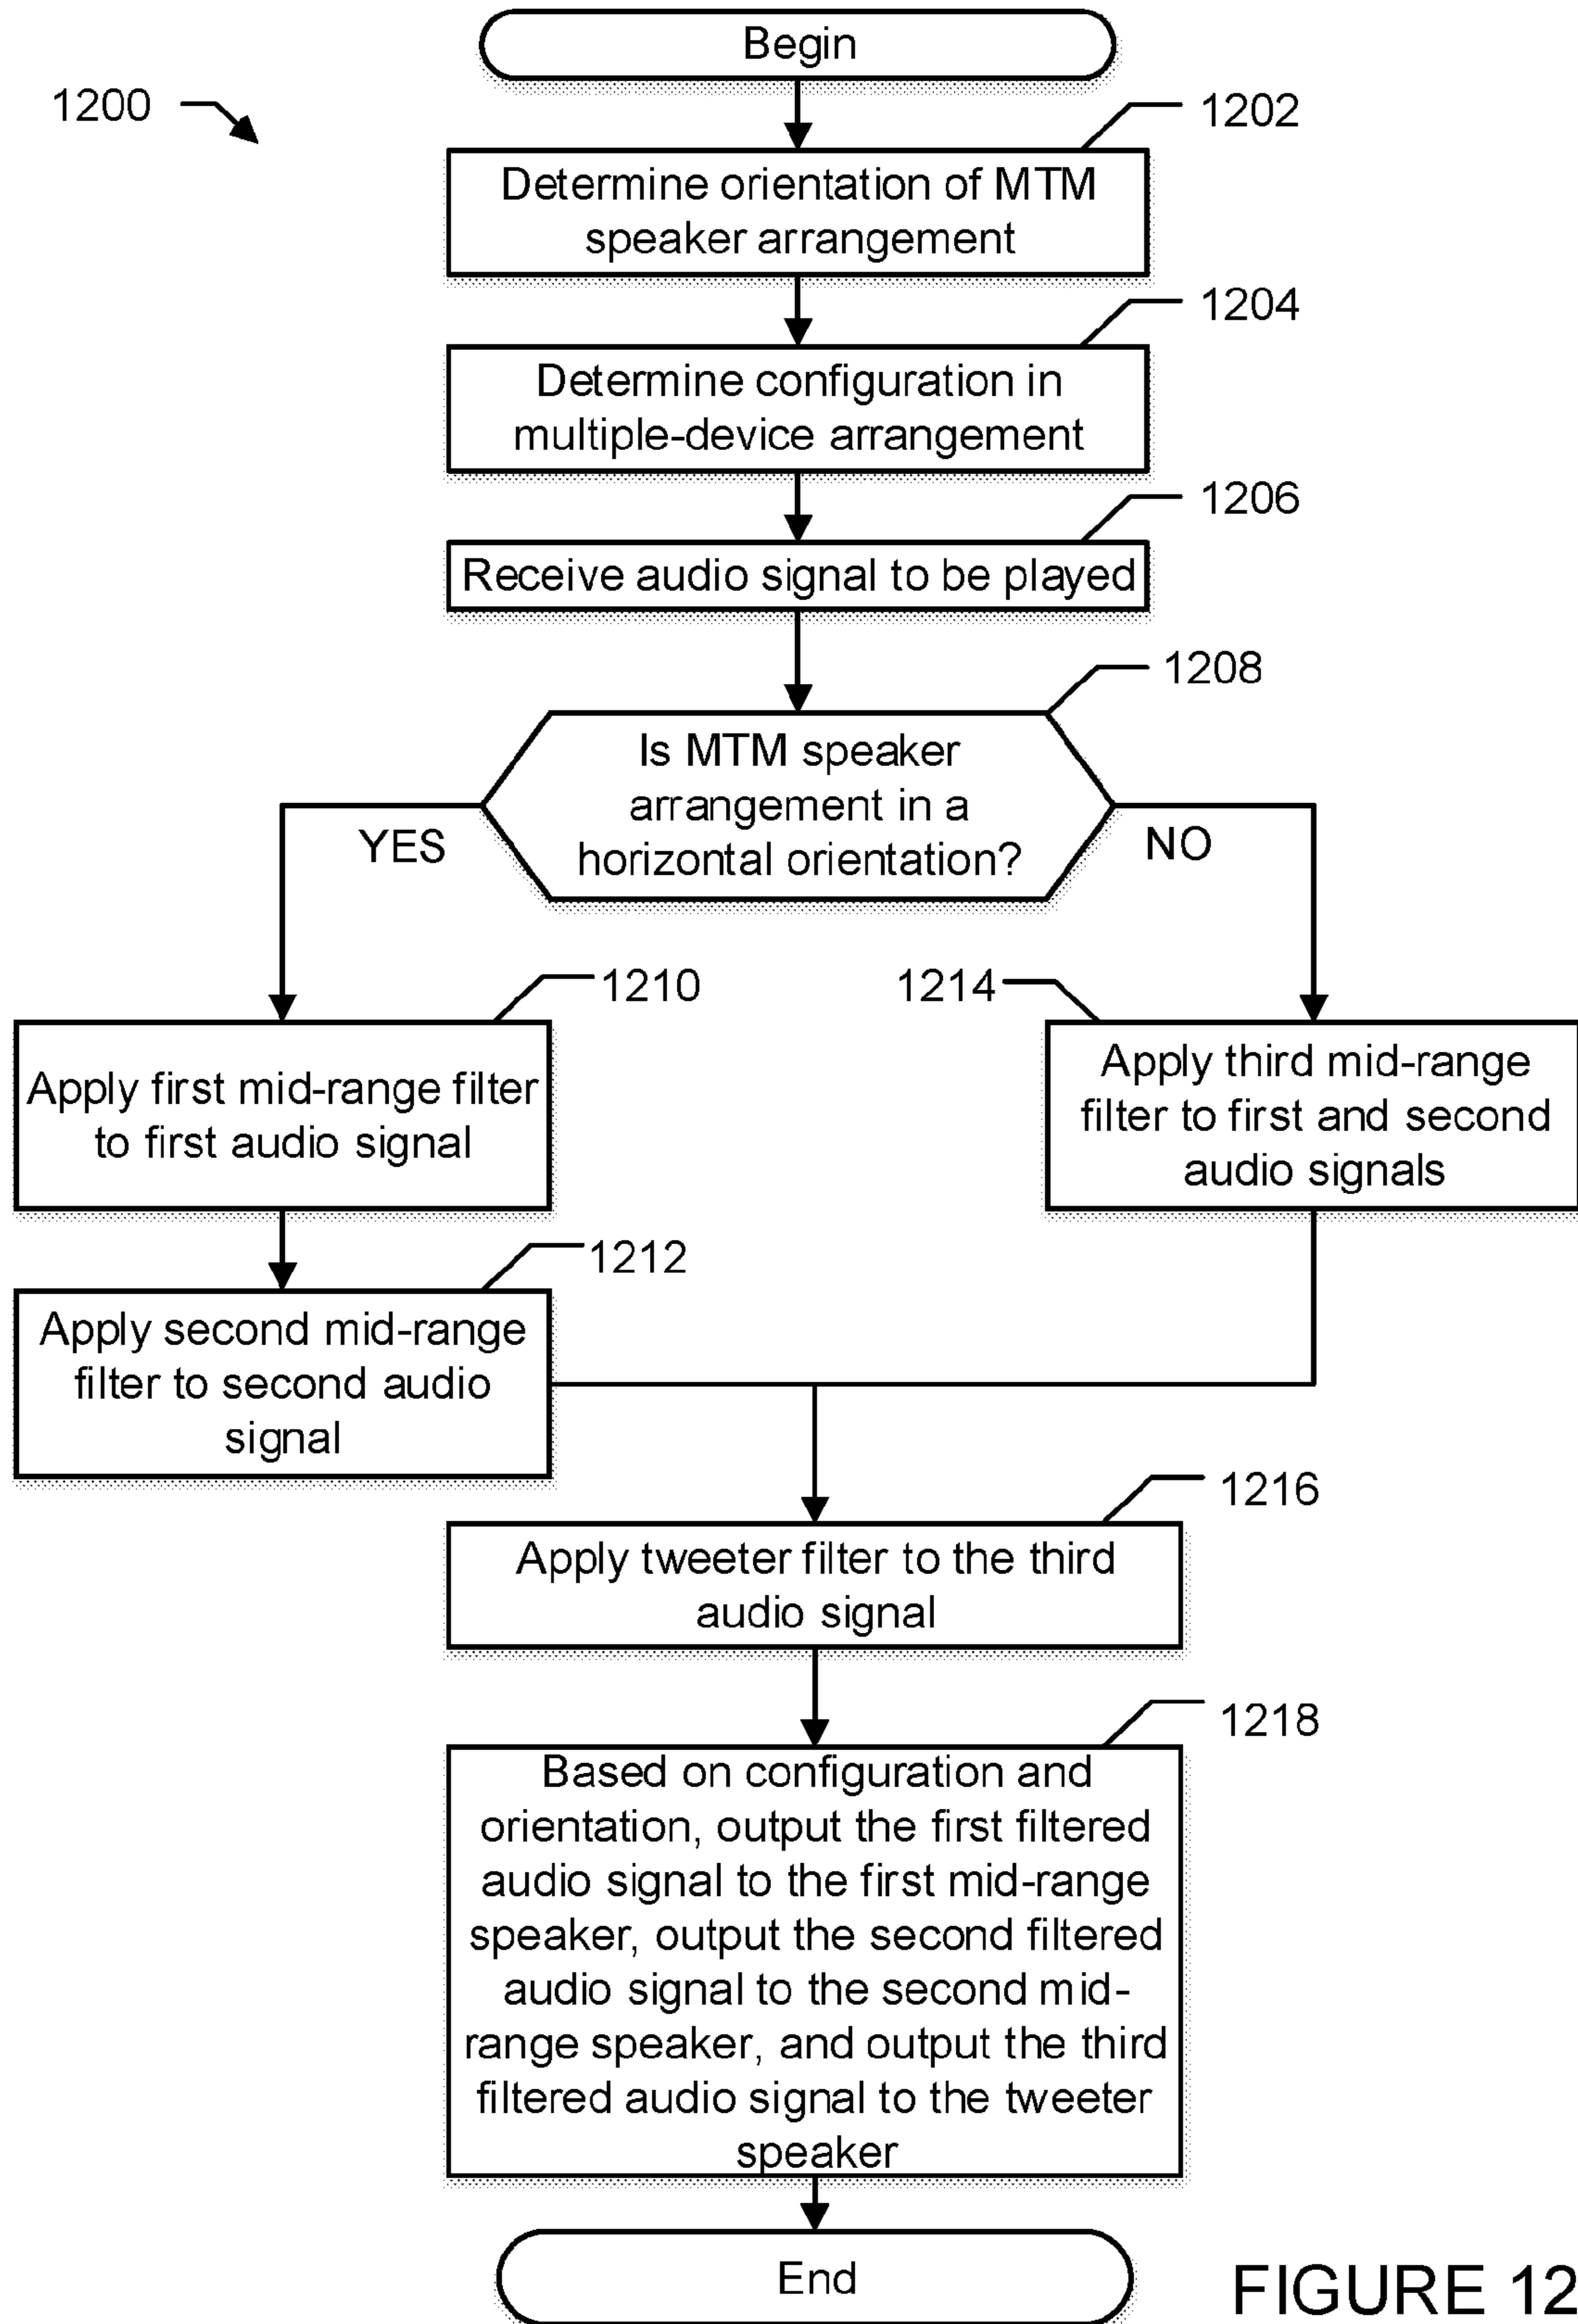 Begin
1200
1202
Determine orientation of MTM
speaker arrangement
1204
Determine configuration in
multiple-device arrangement
1206
Receive audio signal to be played
1208
Is MTM speaker
arrangement in a
horizontal orientation?
YES
NO
1210
Apply first mid-range filter
to first audio signal
1214
Apply third mid-range
filter to first and second
audio signals
1212
Apply second mid-range
filter to second audio
signal
1216
Apply tweeter filter to the third
audio signal
1218
Based on configuration and
orientation, output the first filtered
audio signal to the first mid-range
speaker, output the second filtered
audio signal to the second mid-
range speaker, and output the third
filtered audio signal to the tweeter
speaker
End
FIGURE 12